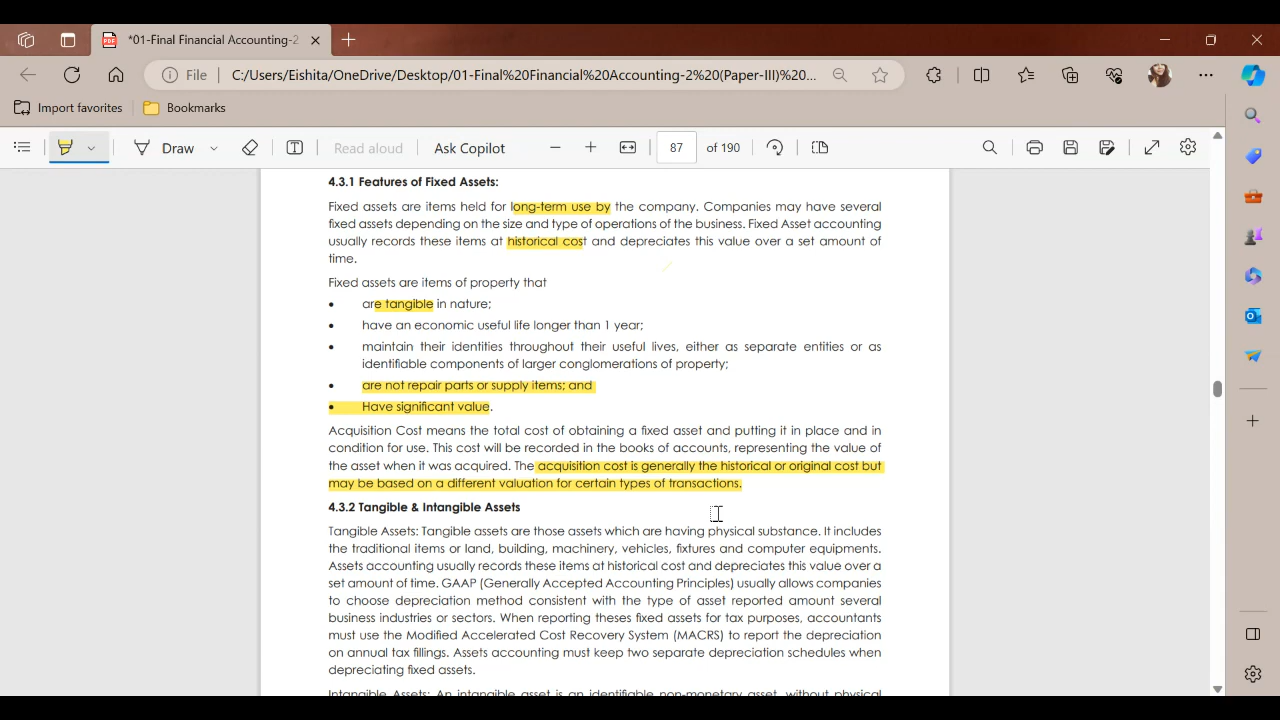 *01-Final Financial Accounting-2
File C:/Users/Eishita/OneDrive/Desktop/01-Final%20Financial%20Accounting-2%20(Paper-III)%20...
Import favorites Bookmarks
Draw Read aloud Ask Copilot 87 of 190
4.3.1 Features of Fixed Assets:
Fixed assets are items held for long-term use by the company. Companies may have several
fixed assets depending on the size and type of operations of the business. Fixed Asset accounting
usually records these items at historical cost and depreciates this value over a set amount of
time.
Fixed assets are items of property that
• are tangible in nature;
• have an economic useful life longer than 1 year;
• maintain their identities throughout their useful lives, either as separate entities or as
identifiable components of larger conglomerations of property;
• are not repair parts or supply items; and
• Have significant value.
Acquisition Cost means the total cost of obtaining a fixed asset and putting it in place and in
condition for use. This cost will be recorded in the books of accounts, representing the value of
the asset when it was acquired. The acquisition cost is generally the historical or original cost but
may be based on a different valuation for certain types of transactions.
4.3.2 Tangible & Intangible Assets
Tangible Assets: Tangible assets are those assets which are having physical substance. It includes
the traditional items or land, building, machinery, vehicles, fixtures and computer equipments.
Assets accounting usually records these items at historical cost and depreciates this value over a
set amount of time. GAAP (Generally Accepted Accounting Principles) usually allows companies
to choose depreciation method consistent with the type of asset reported amount several
business industries or sectors. When reporting theses fixed assets for tax purposes, accountants
must use the Modified Accelerated Cost Recovery System (MACRS) to report the depreciation
on annual tax fillings. Assets accounting must keep two separate depreciation schedules when
depreciating fixed assets.
Intangible Assets: An intangible asset is an identifiable non-monetary asset, without physical